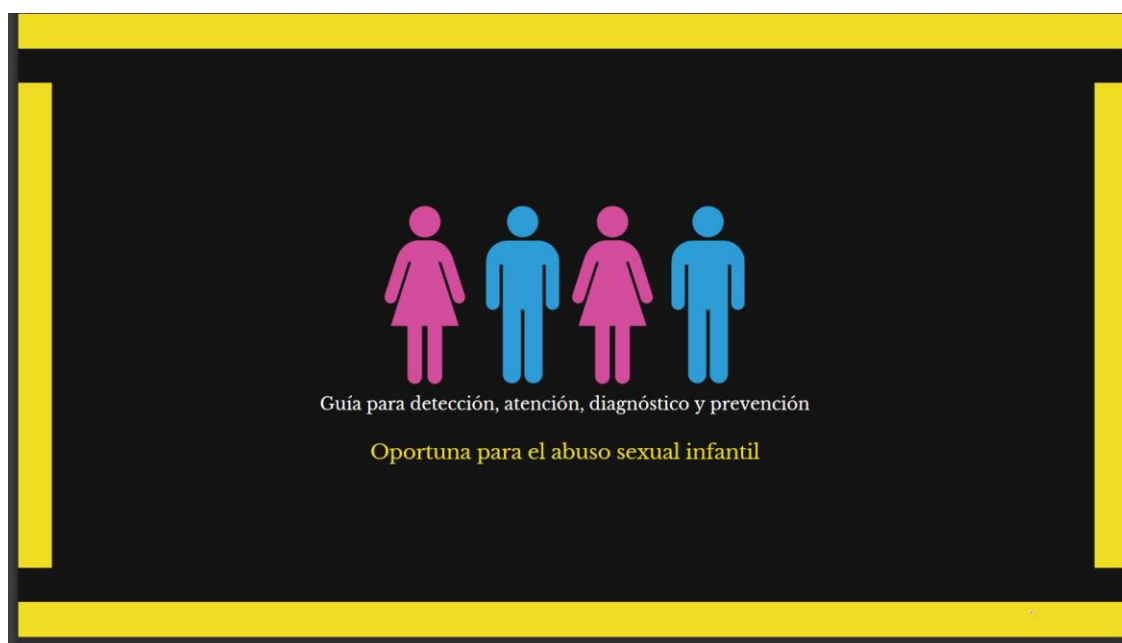 Guía para detección, atención, diagnóstico y prevención
Oportuna para el abuso sexual infantil